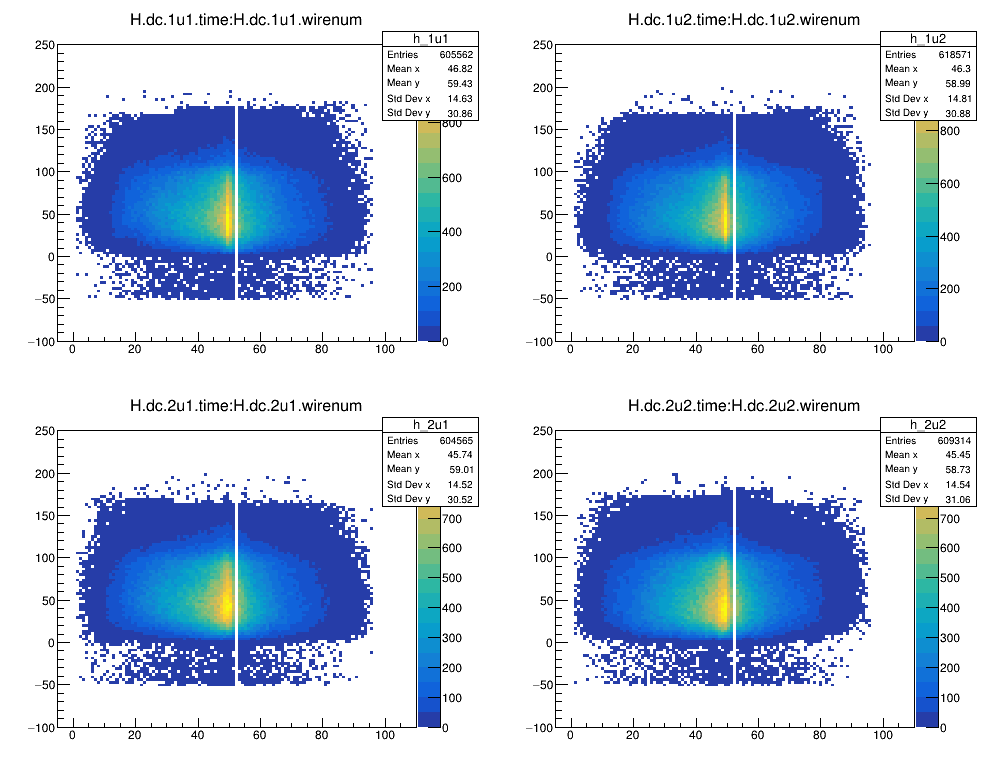 H.dc.1u1.time:H.dc.1u1.wirenum
h_1u1
Entries 605562
Mean x 46.82
Mean y 59.43
Std Dev x 14.63
Std Dev y 30.86
250
200
150
100
50
0
−50
−100
0 20 40 60 80 100
800
600
400
200
0
H.dc.1u2.time:H.dc.1u2.wirenum
h_1u2
Entries 618571
Mean x 46.3
Mean y 58.99
Std Dev x 14.81
Std Dev y 30.88
250
200
150
100
50
0
−50
−100
0 20 40 60 80 100
800
600
400
200
0
H.dc.2u1.time:H.dc.2u1.wirenum
h_2u1
Entries 604565
Mean x 45.74
Mean y 59.01
Std Dev x 14.52
Std Dev y 30.52
250
200
150
100
50
0
−50
−100
0 20 40 60 80 100
700
600
500
400
300
200
100
0
H.dc.2u2.time:H.dc.2u2.wirenum
h_2u2
Entries 609314
Mean x 45.45
Mean y 58.73
Std Dev x 14.54
Std Dev y 31.06
250
200
150
100
50
0
−50
−100
0 20 40 60 80 100
700
600
500
400
300
200
100
0